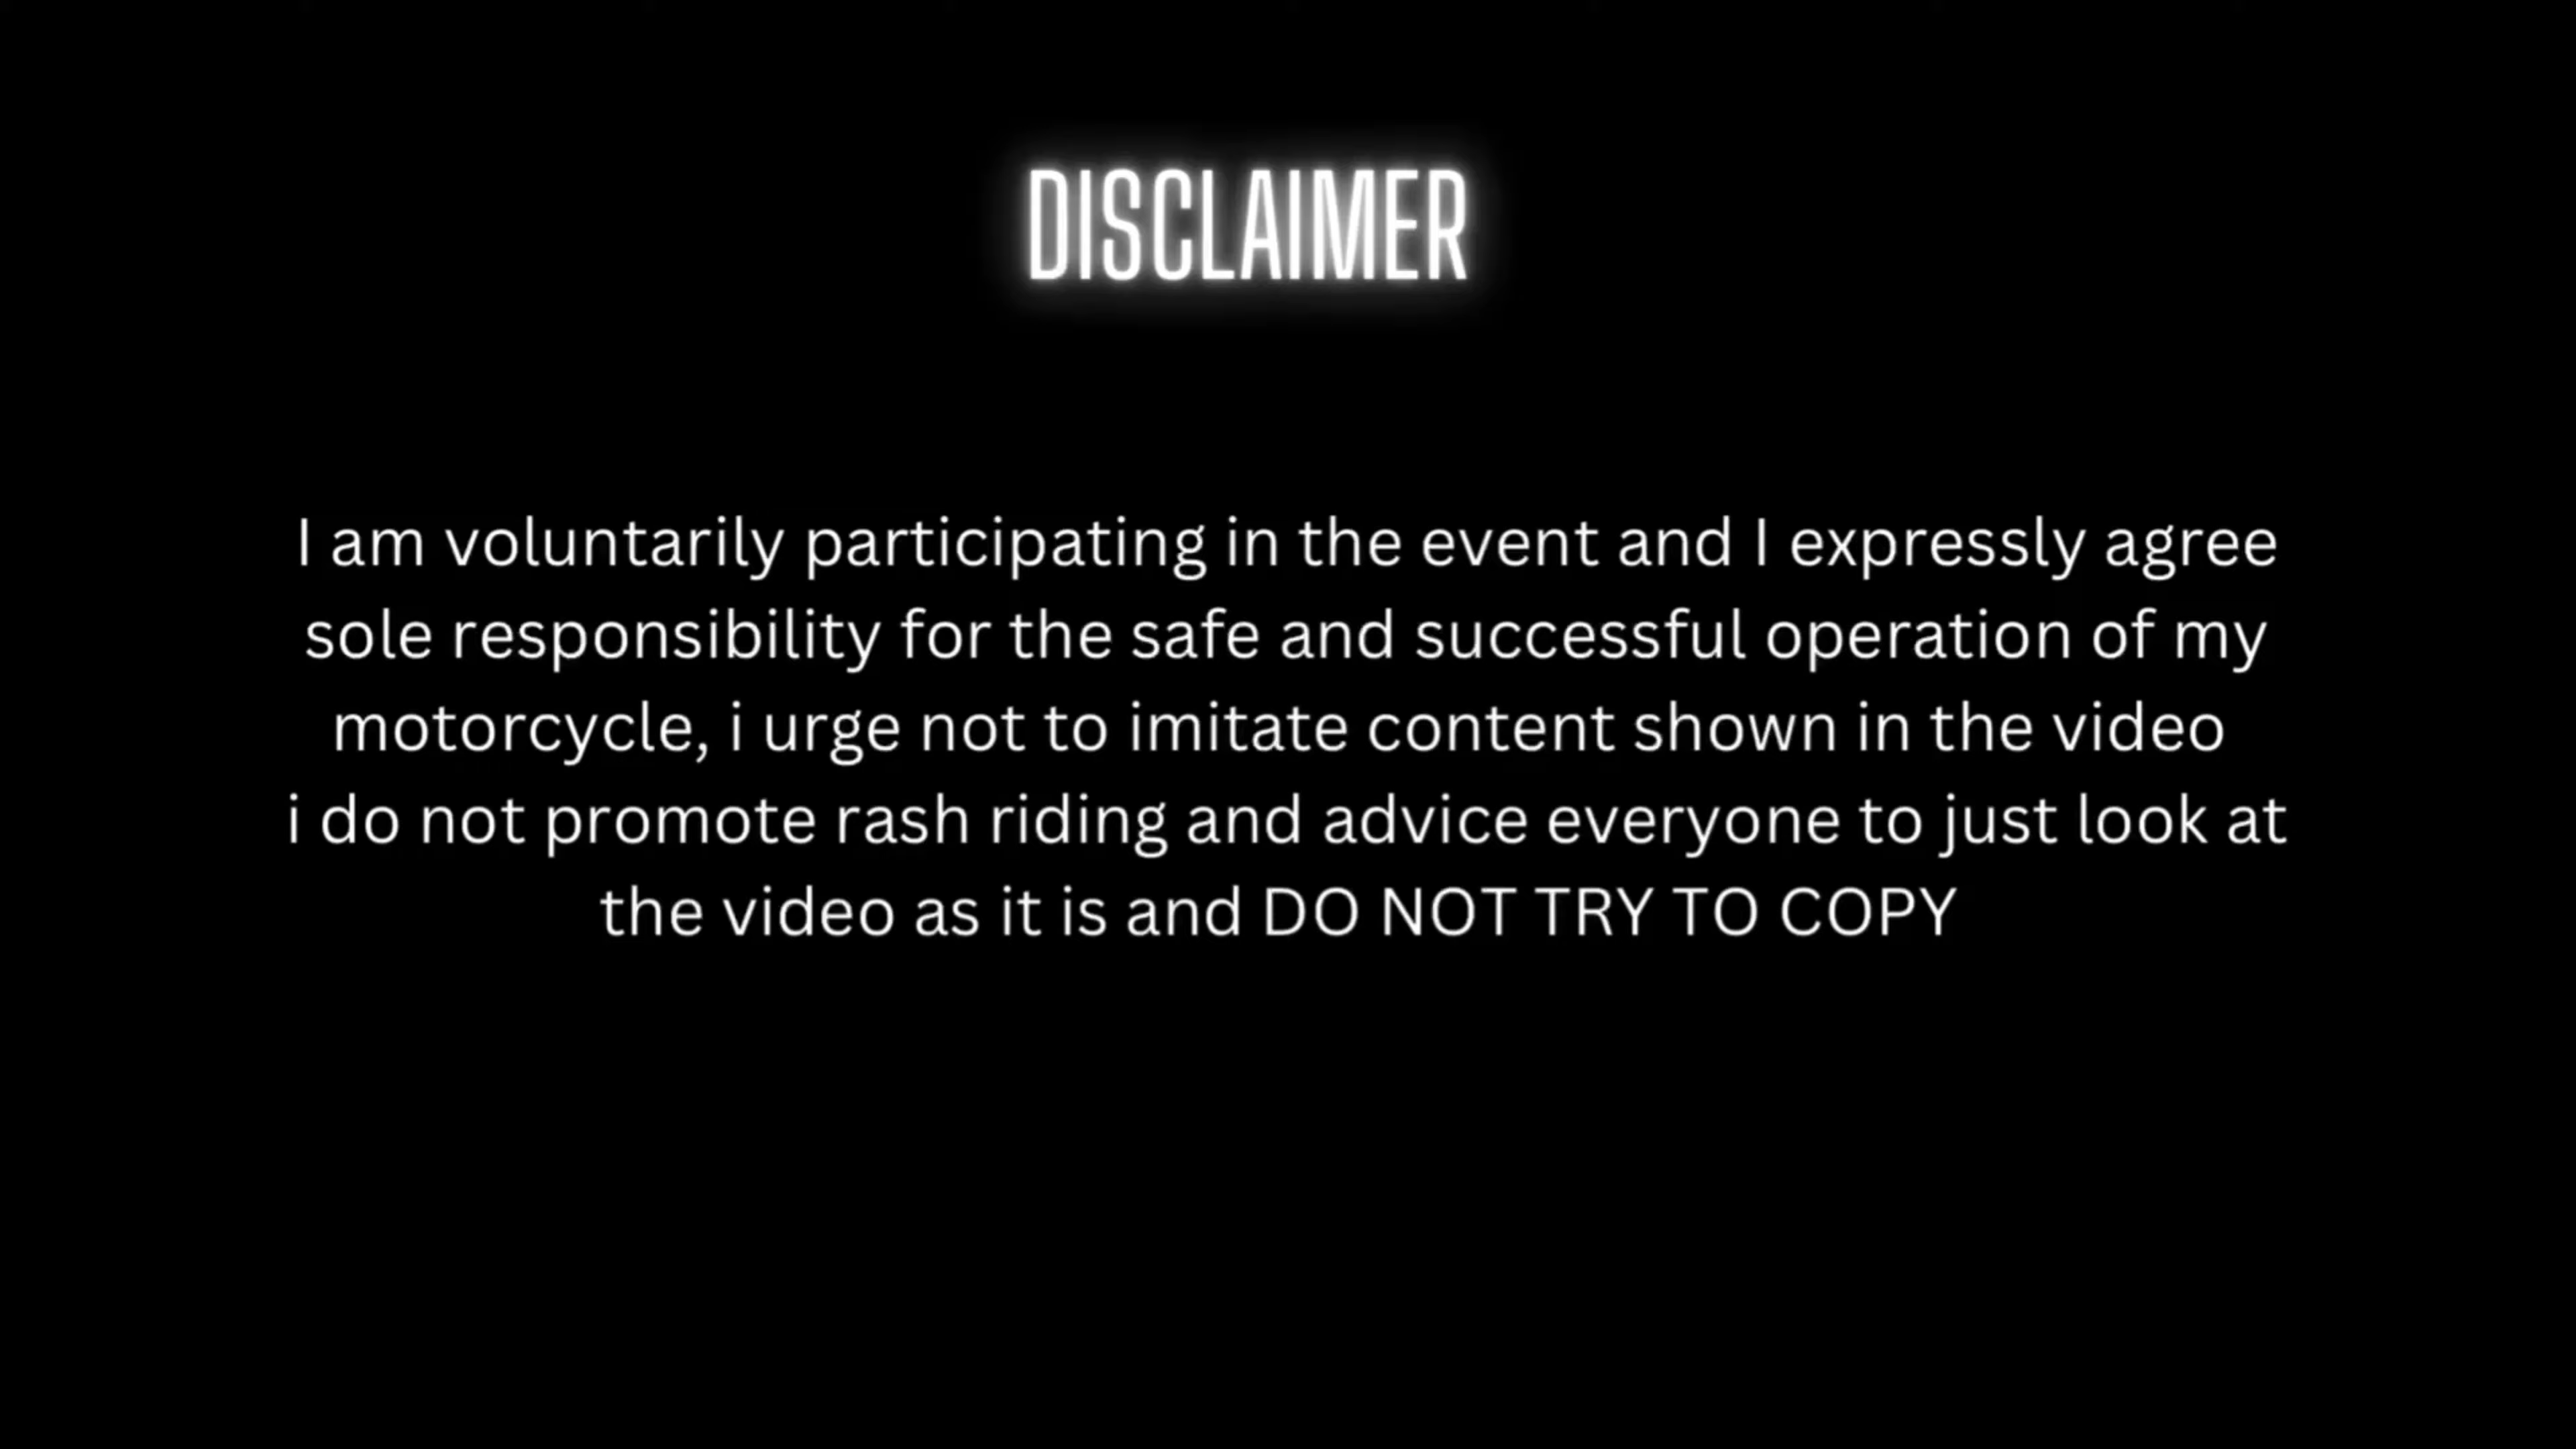 DISCLAIMER
I am voluntarily participating in the event and I expressly agree
sole responsibility for the safe and successful operation of my
motorcycle, i urge not to imitate content shown in the video
i do not promote rash riding and advice everyone to just look at
the video as it is and DO NOT TRY TO COPY